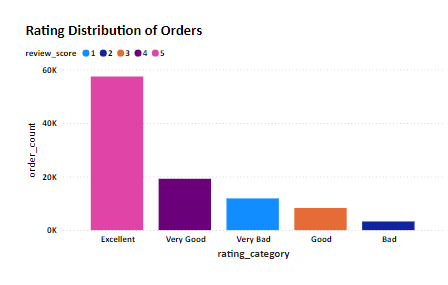 Rating Distribution of Orders
review_score 1 2 3 4 5
60K
40K
20K
0K
order_count
Excellent Very Good Very Bad Good Bad
rating_category